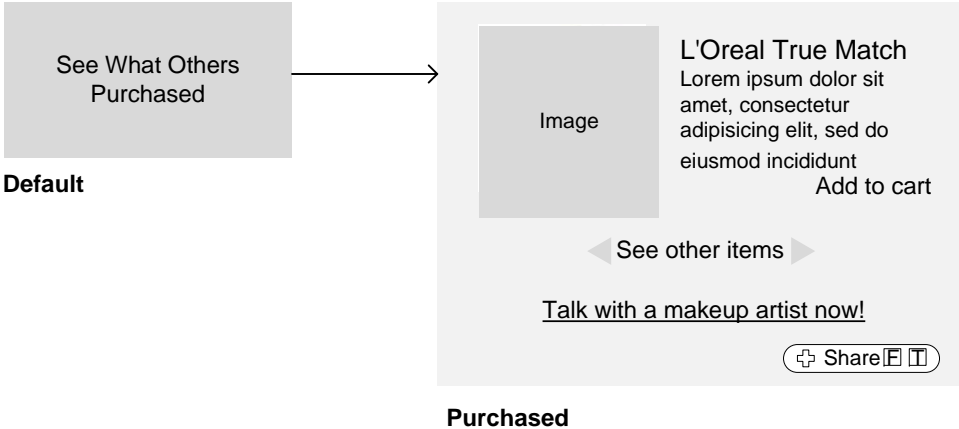 See What Others
Purchased
Default
L'Oreal True Match
Lorem ipsum dolor sit
amet, consectetur
adipisicing elit, sed do
eiusmod incididunt
Add to cart
Image
See other items
Talk with a makeup artist now!
Share F T
Purchased